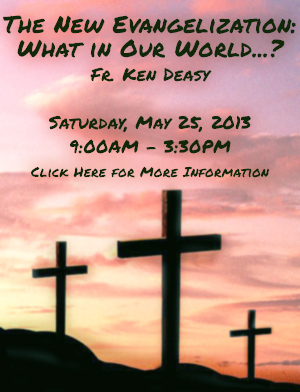 The New Evangelization:
What in Our World...?
Fr. Ken Deasy
Saturday, May 25, 2013
9:00AM - 3:30PM
Click Here for More Information